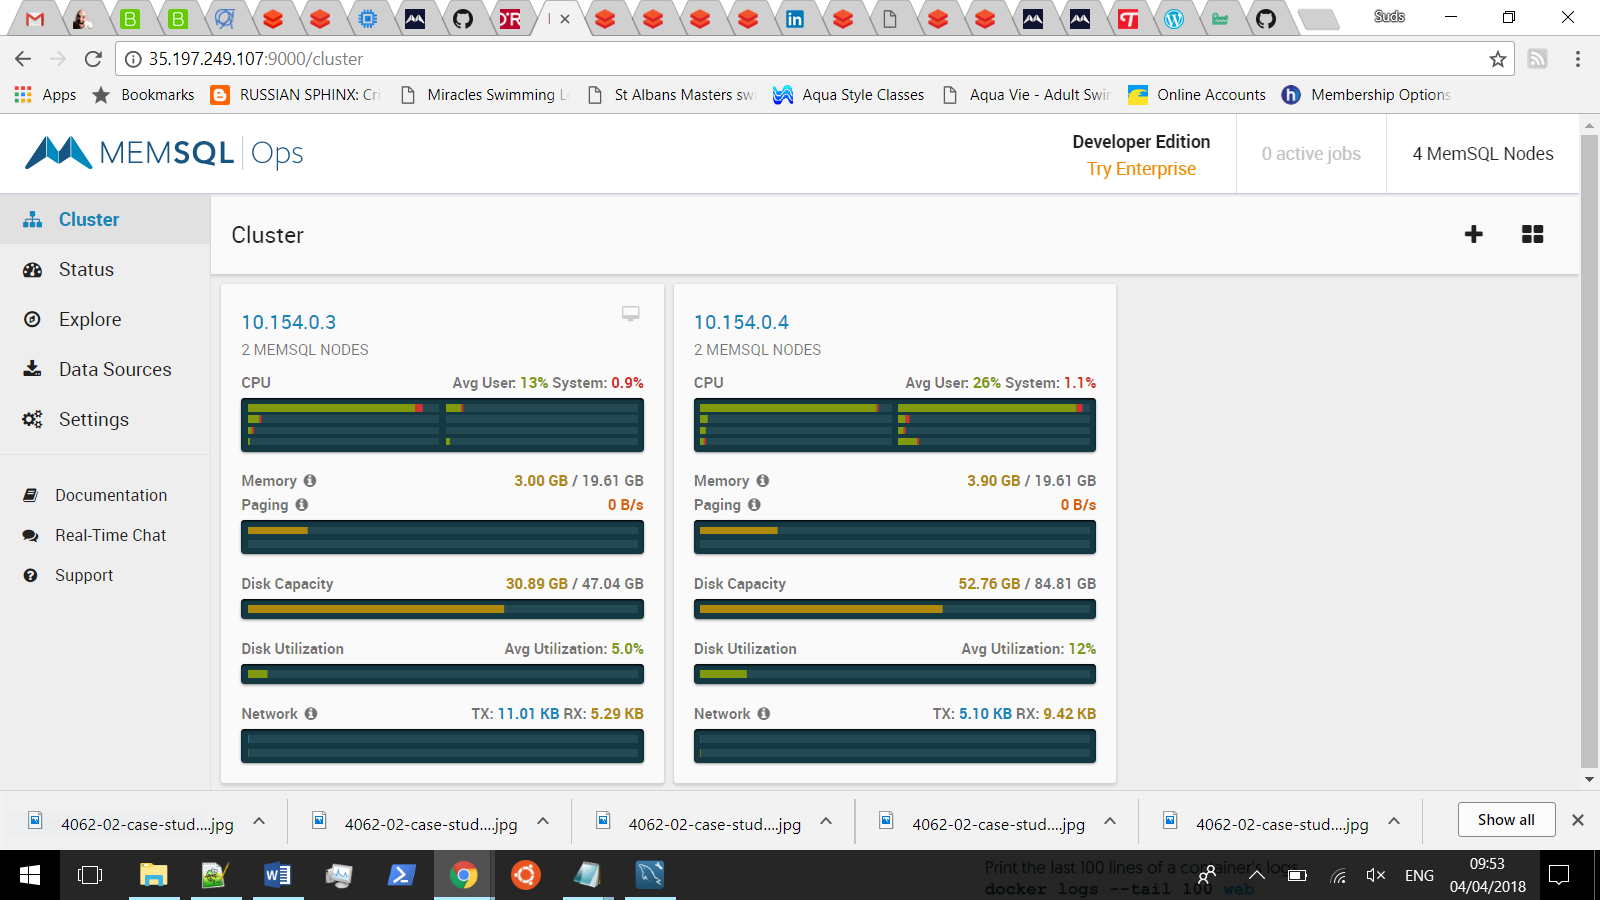 Suds
35.197.249.107:9000/cluster
Apps
Bookmarks
RUSSIAN SPHINX: Cri
Miracles Swimming L
St Albans Masters swi
Aqua Style Classes
Aqua Vie - Adult Swim
Online Accounts
Membership Options
MEMSQL Ops
Developer Edition
Try Enterprise
0 active jobs
4 MemSQL Nodes
Cluster
Status
Explore
Data Sources
Settings
Documentation
Real-Time Chat
Support
Cluster
10.154.0.3
2 MEMSQL NODES
CPU Avg User: 13% System: 0.9%
Memory 3.00 GB / 19.61 GB
Paging 0 B/s
Disk Capacity 30.89 GB / 47.04 GB
Disk Utilization Avg Utilization: 5.0%
Network TX: 11.01 KB RX: 5.29 KB
10.154.0.4
2 MEMSQL NODES
CPU Avg User: 26% System: 1.1%
Memory 3.90 GB / 19.61 GB
Paging 0 B/s
Disk Capacity 52.76 GB / 84.81 GB
Disk Utilization Avg Utilization: 12%
Network TX: 5.10 KB RX: 9.42 KB
4062-02-case-stud....jpg
4062-02-case-stud....jpg
4062-02-case-stud....jpg
4062-02-case-stud....jpg
4062-02-case-stud....jpg
Show all
Print the last 100 lines of a container's logs
docker logs --tail 100 web
ENG
09:53
04/04/2018